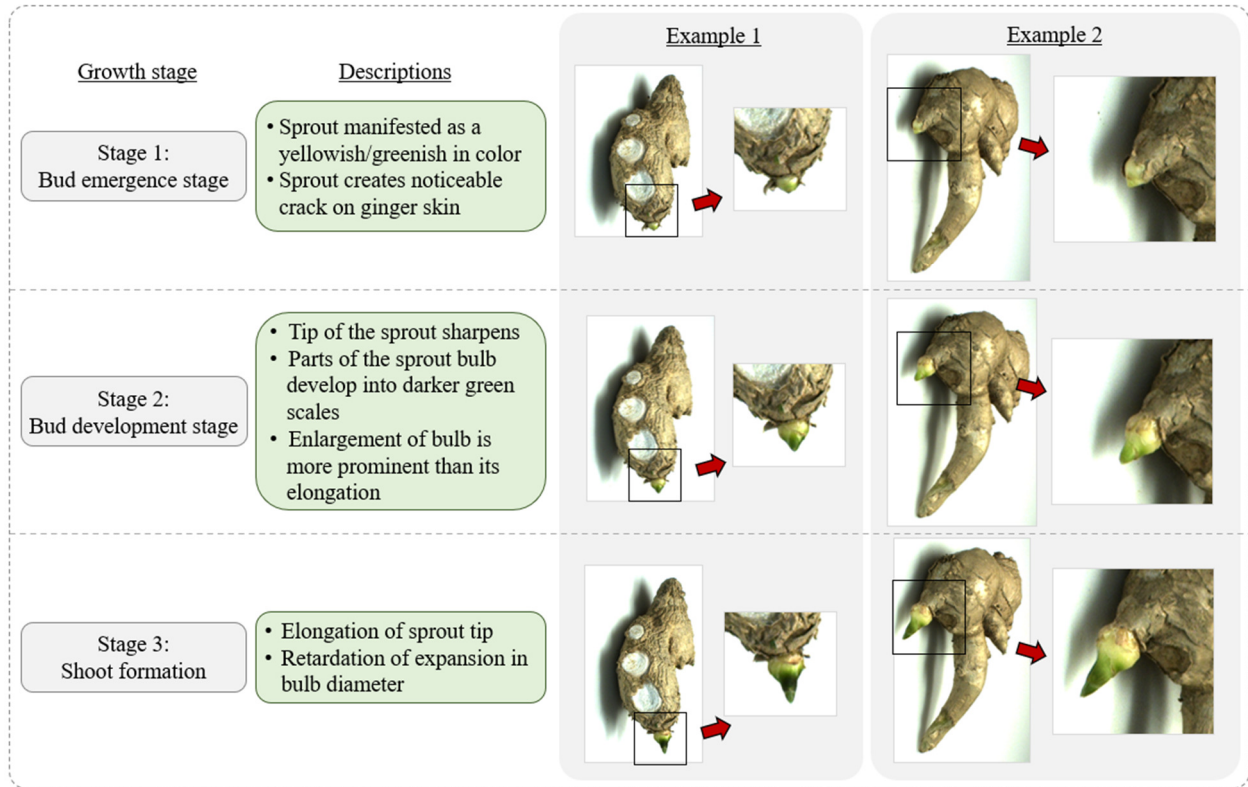 Growth stage
Descriptions
Example 1
Example 2
Stage 1:
Bud emergence stage
• Sprout manifested as a
yellowish/greenish in color
• Sprout creates noticeable
crack on ginger skin
Stage 2:
Bud development stage
• Tip of the sprout sharpens
• Parts of the sprout bulb
develop into darker green
scales
• Enlargement of bulb is
more prominent than its
elongation
Stage 3:
Shoot formation
• Elongation of sprout tip
• Retardation of expansion in
bulb diameter